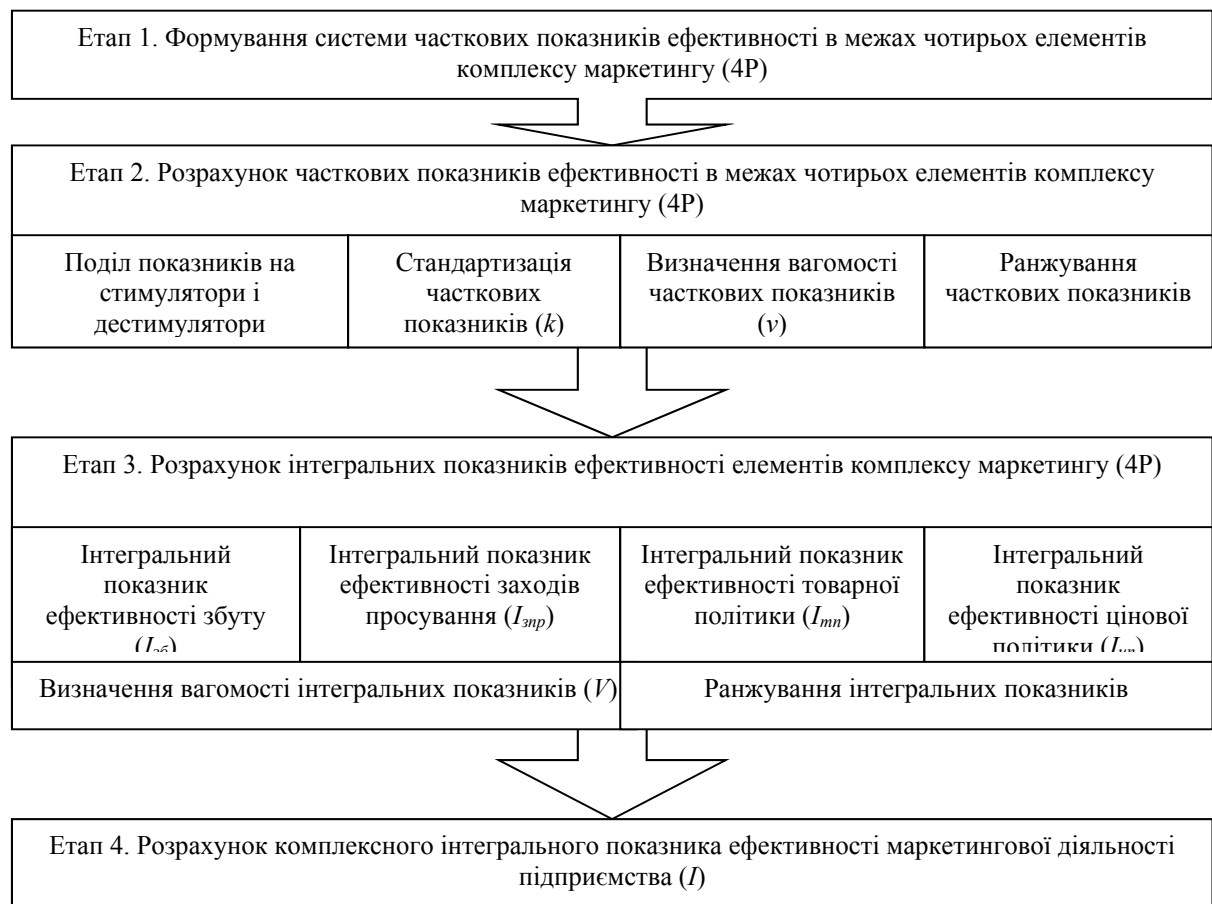 Етап 1. Формування системи часткових показників ефективності в межах чотирьох елементів
комплексу маркетингу (4Р)
Етап 2. Розрахунок часткових показників ефективності в межах чотирьох елементів комплексу
маркетингу (4Р)
Поділ показників на
стимулятори і
дестимулятори
Стандартизація
часткових
показників (k)
Визначення вагомості
часткових показників
(v)
Ранжування
часткових показників
Етап 3. Розрахунок інтегральних показників ефективності елементів комплексу маркетингу (4Р)
Інтегральний
показник
ефективності збуту
(Iзб)
Інтегральний показник
ефективності заходів
просування (Iзпр)
Інтегральний показник
ефективності товарної
політики (Iтп)
Інтегральний
показник
ефективності цінової
політики (Iцп)
Визначення вагомості інтегральних показників (V)
Ранжування інтегральних показників
Етап 4. Розрахунок комплексного інтегрального показника ефективності маркетингової діяльності
підприємства (I)